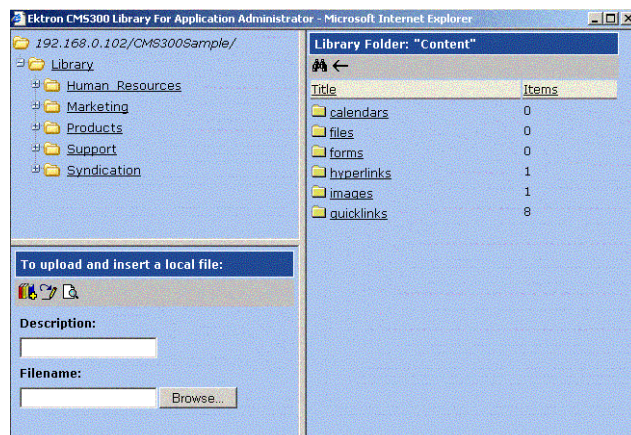 Ektron CMS300 Library For Application Administrator - Microsoft Internet Explorer
192.168.0.102/CMS300Sample/
Library
Human Resources
Marketing
Products
Support
Syndication
To upload and insert a local file:
Description:
Filename:
Browse...
Library Folder: "Content"
Title Items
calendars 0
files 0
forms 0
hyperlinks 1
images 1
quicklinks 8